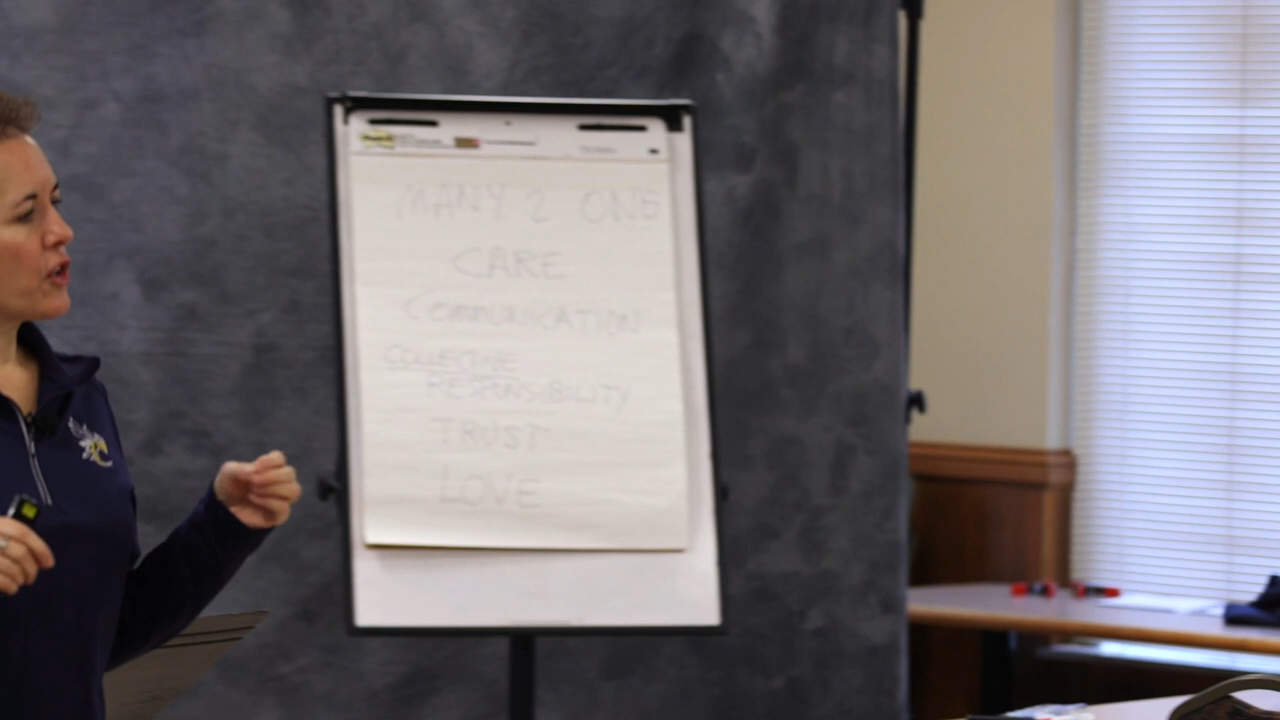 MANY 2 ONE
CARE
COMMUNICATION
COLLECTIVE
RESPONSIBILITY
TRUST
LOVE